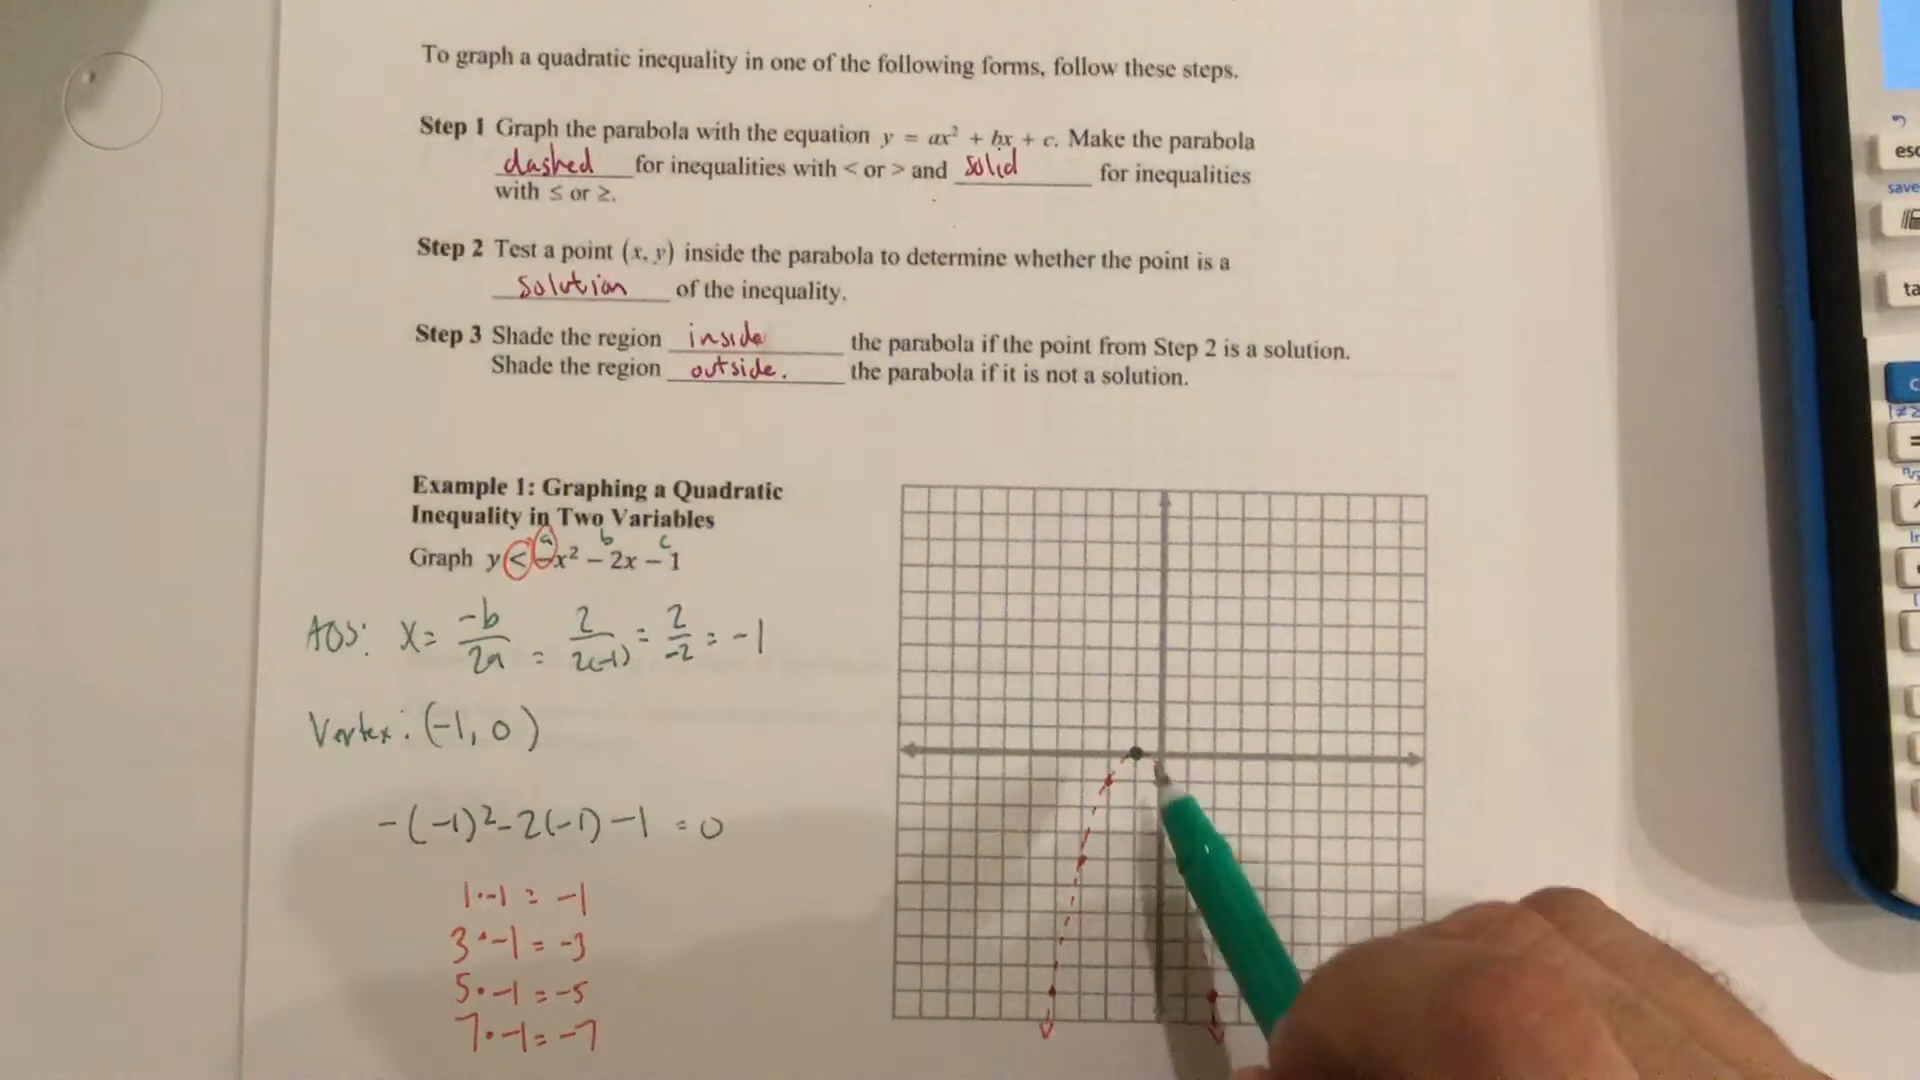 To graph a quadratic inequality in one of the following forms, follow these steps.
Step 1 Graph the parabola with the equation y = ax² + bx + c. Make the parabola
dashed for inequalities with < or > and solid for inequalities
with ≤ or ≥.
Step 2 Test a point (x, y) inside the parabola to determine whether the point is a
solution of the inequality.
Step 3 Shade the region inside the parabola if the point from Step 2 is a solution.
Shade the region outside. the parabola if it is not a solution.
Example 1: Graphing a Quadratic
Inequality in Two Variables
a b c
Graph y < -x² - 2x - 1
AOS: X = -b/2a = 2/2(-1) = 2/-2 = -1
Vertex: (-1, 0)
-(-1)² - 2(-1) - 1 = 0
1·-1 = -1
3·-1 = -3
5·-1 = -5
7·-1 = -7
esc
save
ta
c
=